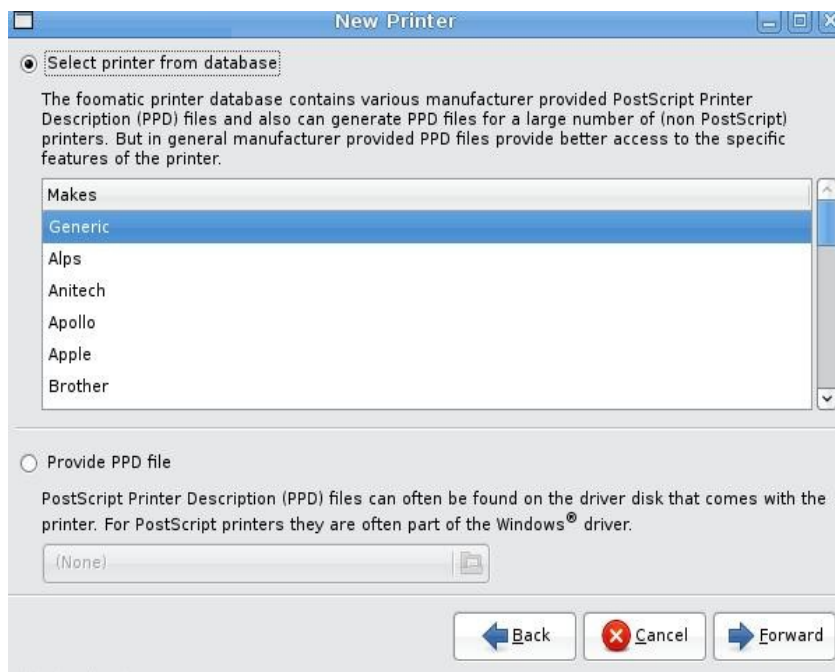 New Printer
Select printer from database
The foomatic printer database contains various manufacturer provided PostScript Printer
Description (PPD) files and also can generate PPD files for a large number of (non PostScript)
printers. But in general manufacturer provided PPD files provide better access to the specific
features of the printer.
Makes
Generic
Alps
Anitech
Apollo
Apple
Brother
Provide PPD file
PostScript Printer Description (PPD) files can often be found on the driver disk that comes with the
printer. For PostScript printers they are often part of the Windows® driver.
(None)
Back Cancel Forward